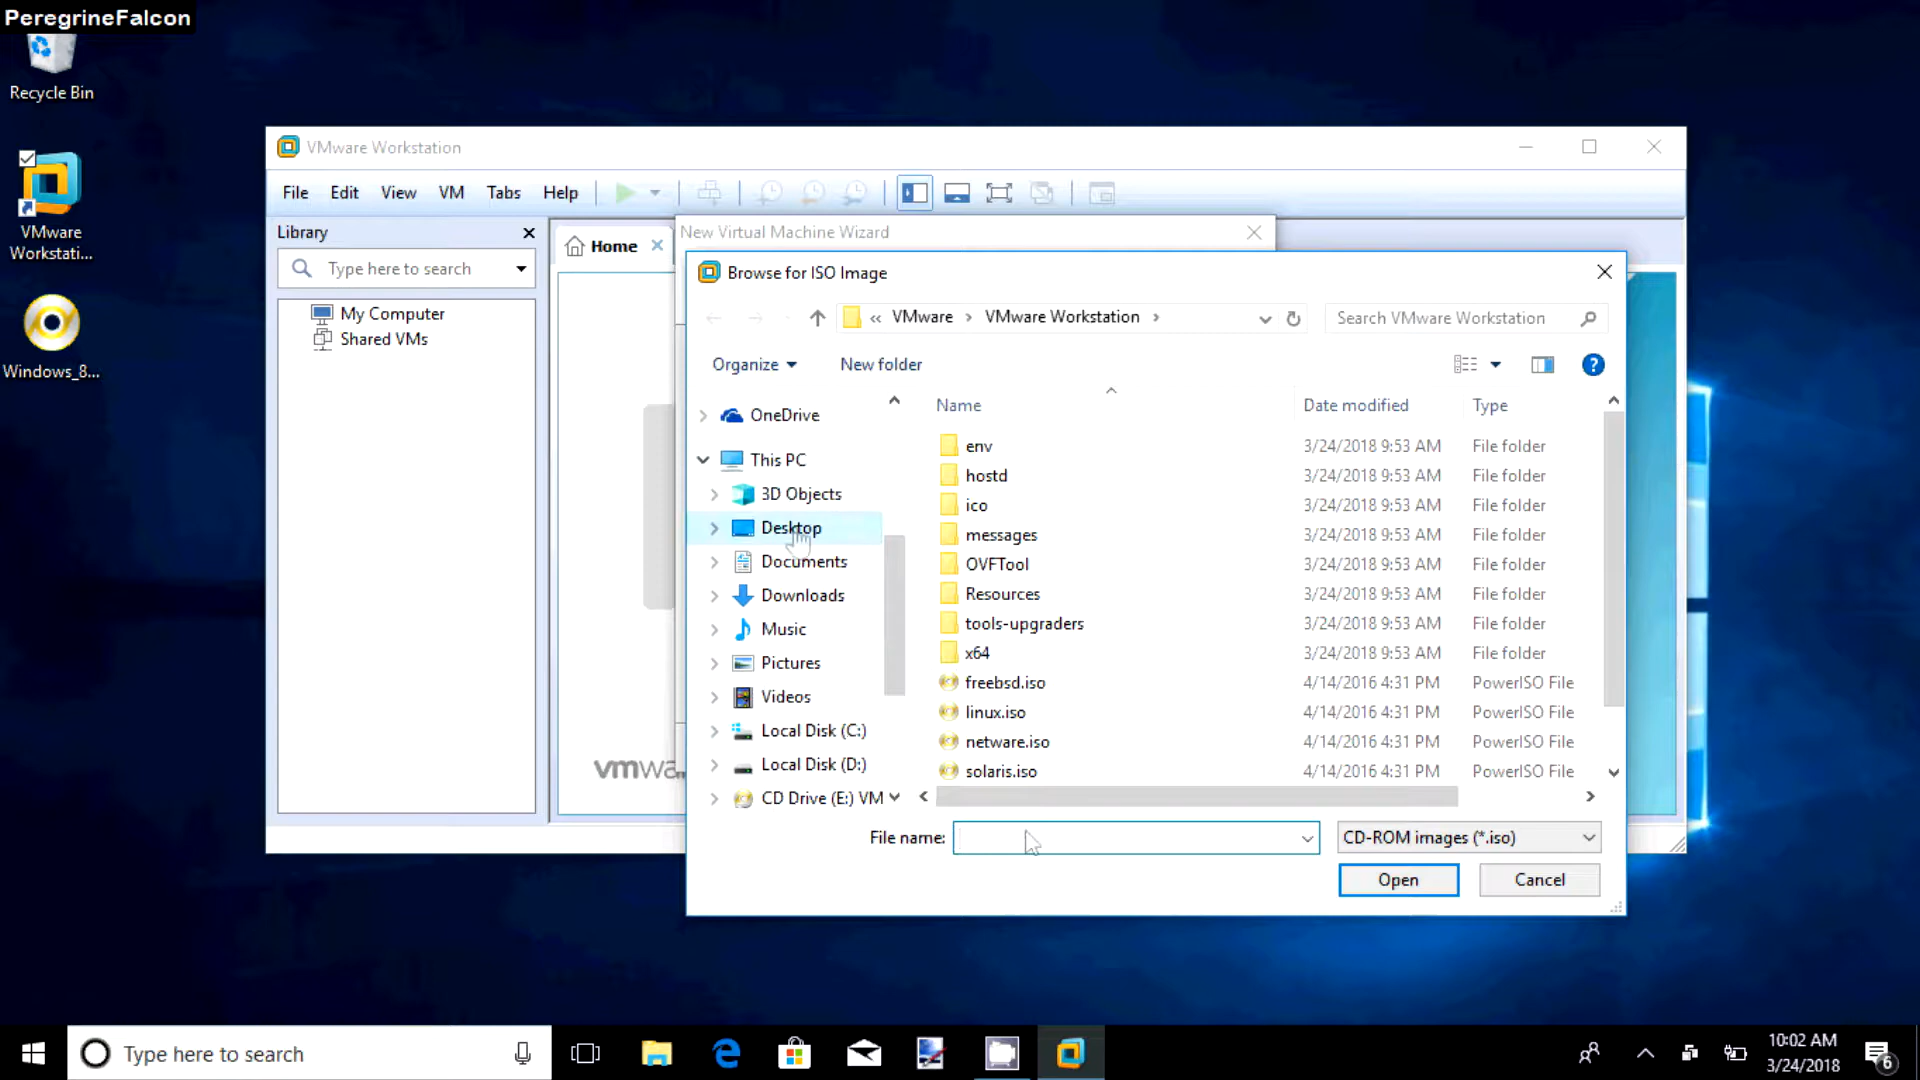 PeregrineFalcon
Recycle Bin
VMware
Workstati...
Windows_8...
VMware Workstation
File Edit View VM Tabs Help
Library
Type here to search
My Computer
Shared VMs
Home
New Virtual Machine Wizard
Browse for ISO Image
« VMware > VMware Workstation >
Search VMware Workstation
Organize New folder
OneDrive
This PC
3D Objects
Desktop
Documents
Downloads
Music
Pictures
Videos
Local Disk (C:)
Local Disk (D:)
CD Drive (E:) VM
Name Date modified Type
env 3/24/2018 9:53 AM File folder
hostd 3/24/2018 9:53 AM File folder
ico 3/24/2018 9:53 AM File folder
messages 3/24/2018 9:53 AM File folder
OVFTool 3/24/2018 9:53 AM File folder
Resources 3/24/2018 9:53 AM File folder
tools-upgraders 3/24/2018 9:53 AM File folder
x64 3/24/2018 9:53 AM File folder
freebsd.iso 4/14/2016 4:31 PM PowerISO File
linux.iso 4/14/2016 4:31 PM PowerISO File
netware.iso 4/14/2016 4:31 PM PowerISO File
solaris.iso 4/14/2016 4:31 PM PowerISO File
vmwa
File name: CD-ROM images (*.iso)
Open Cancel
Type here to search
10:02 AM
3/24/2018
6